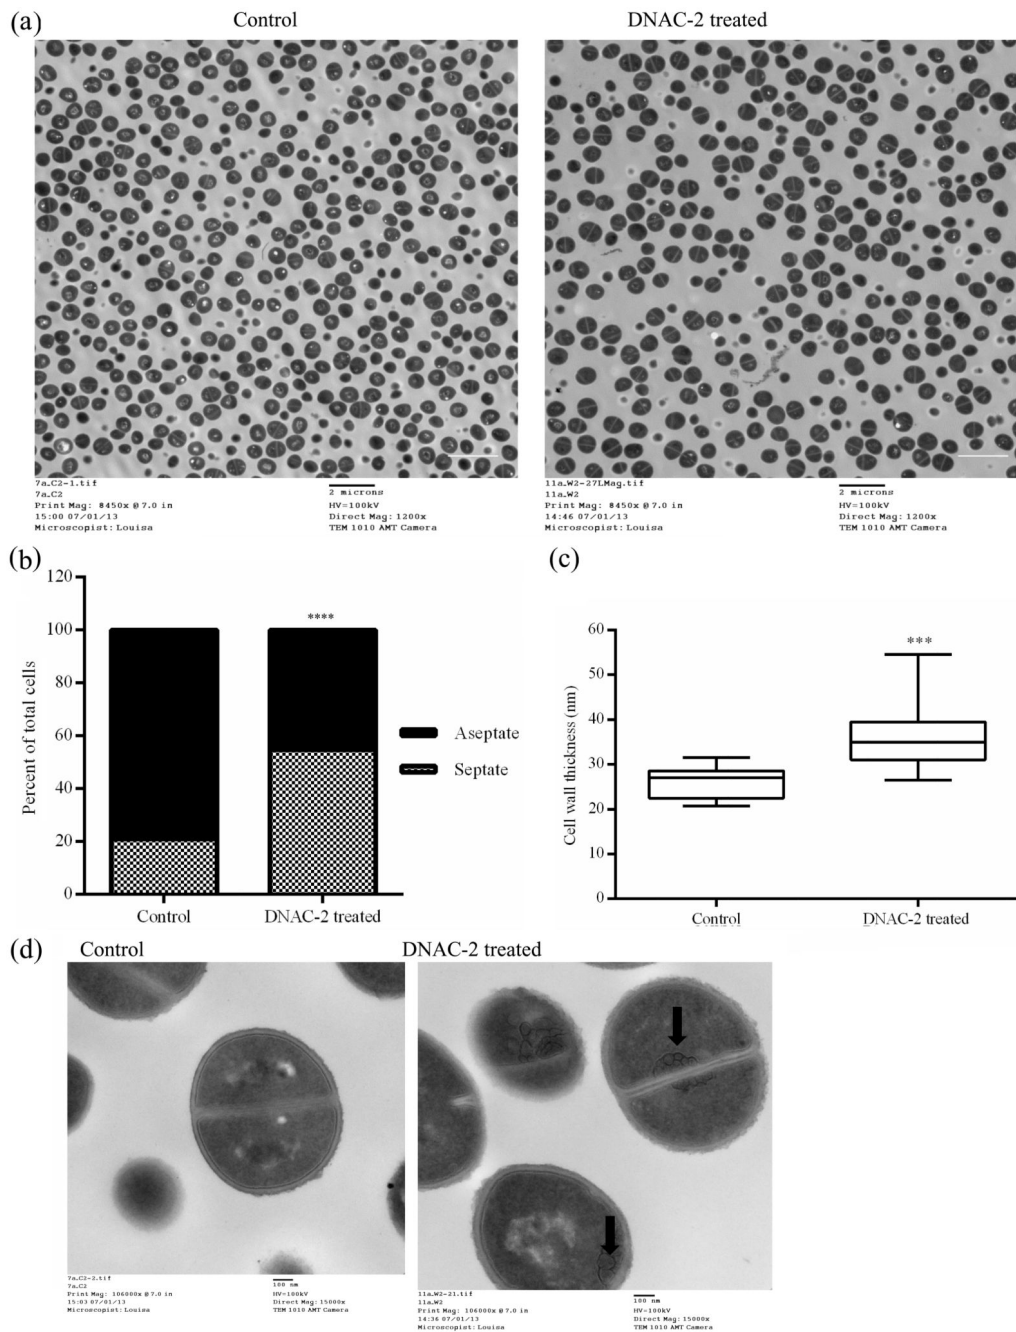 (a)
Control
DNAC-2 treated
7a.C2-1.tif
7a.C2
Print Mag: 8450x @ 7.0 in
15:00 07/01/13
Microscopist: Louisa
2 microns
HV=100kV
Direct Mag: 1200x
TEM 1010 AMT Camera
11a.W2-27LMag.tif
11a.W2
Print Mag: 8450x @ 7.0 in
14:46 07/01/13
Microscopist: Louisa
2 microns
HV=100kV
Direct Mag: 1200x
TEM 1010 AMT Camera
(b)
Percent of total cells
120
100
80
60
40
20
0
****
Control
DNAC-2 treated
Aseptate
Septate
(c)
Cell wall thickness (nm)
60
50
40
30
20
10
0
***
Control
DNAC-2 treated
(d)
Control
DNAC-2 treated
7a.C2-2.tif
7a.C2
Print Mag: 106000x @ 7.0 in
15:03 07/01/13
Microscopist: Louisa
100 nm
HV=100kV
Direct Mag: 15000x
TEM 1010 AMT Camera
11a.W2-21.tif
11a.W2
Print Mag: 106000x @ 7.0 in
14:36 07/01/13
Microscopist: Louisa
100 nm
HV=100kV
Direct Mag: 15000x
TEM 1010 AMT Camera